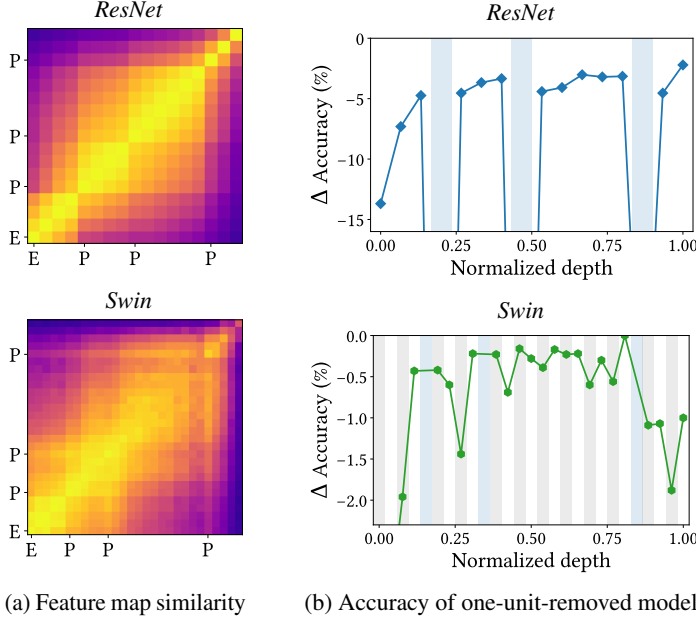 ResNet
P
P
P
E
E P P P
ResNet
Δ Accuracy (%)
0
−5
−10
−15
0.00 0.25 0.50 0.75 1.00
Normalized depth
Swin
P
P
P
E
E P P P
Swin
Δ Accuracy (%)
0.0
−0.5
−1.0
−1.5
−2.0
0.00 0.25 0.50 0.75 1.00
Normalized depth
(a) Feature map similarity
(b) Accuracy of one-unit-removed model